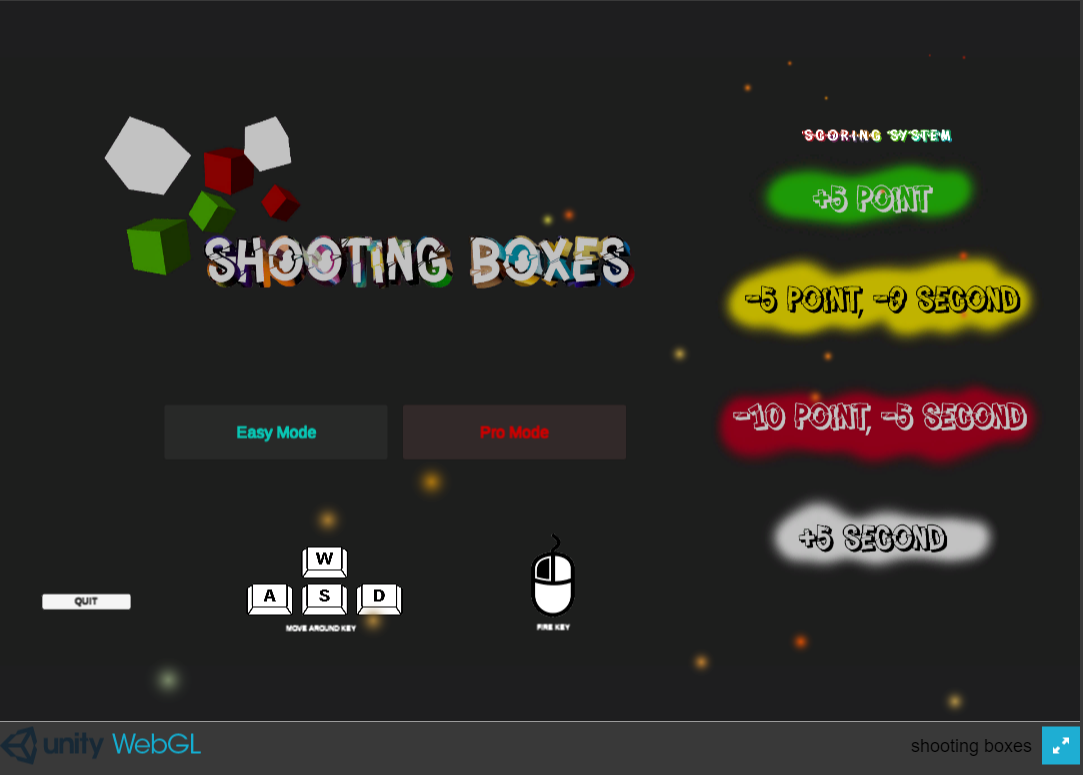 SHOOTING BOXES
SCORING SYSTEM
+5 POINT
-5 POINT, -3 SECOND
-10 POINT, -5 SECOND
+5 SECOND
Easy Mode
Pro Mode
W
A S D
MOVE AROUND KEY
FIRE KEY
QUIT
unity WebGL
shooting boxes